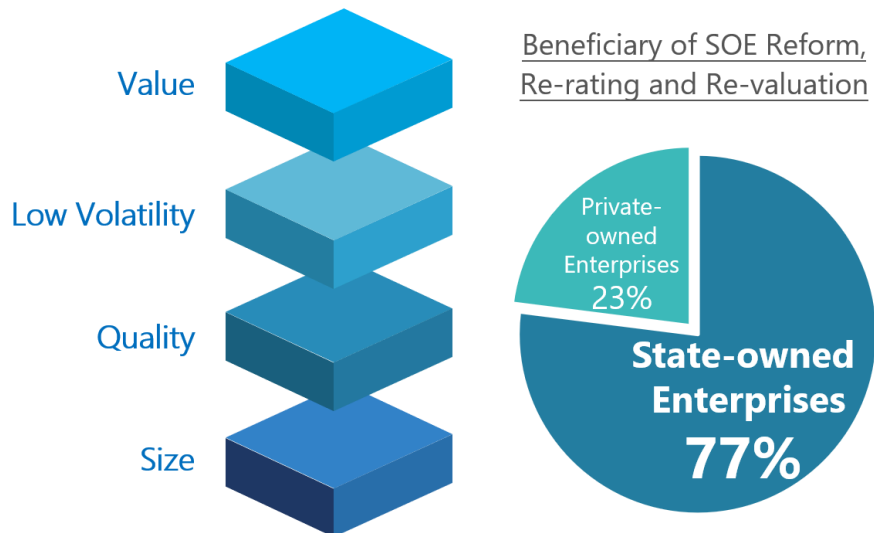 Value
Low Volatility
Quality
Size
Beneficiary of SOE Reform,
Re-rating and Re-valuation
Private-
owned
Enterprises
23%
State-owned
Enterprises
77%